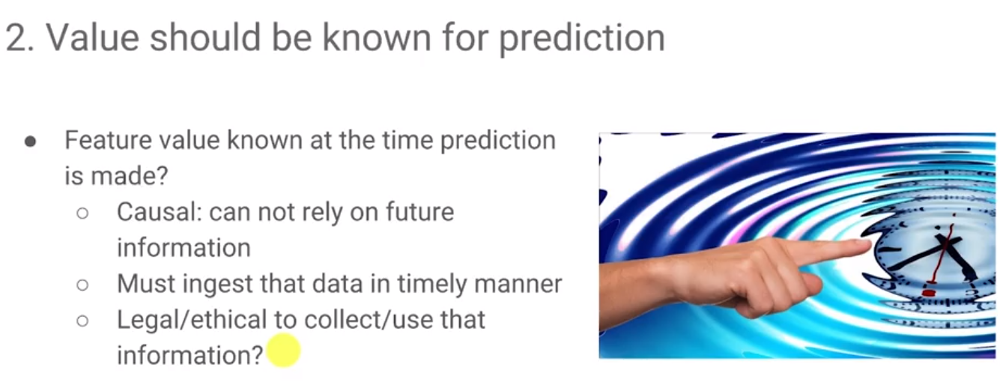 2. Value should be known for prediction
● Feature value known at the time prediction
is made?
○ Causal: can not rely on future
information
○ Must ingest that data in timely manner
○ Legal/ethical to collect/use that
information?